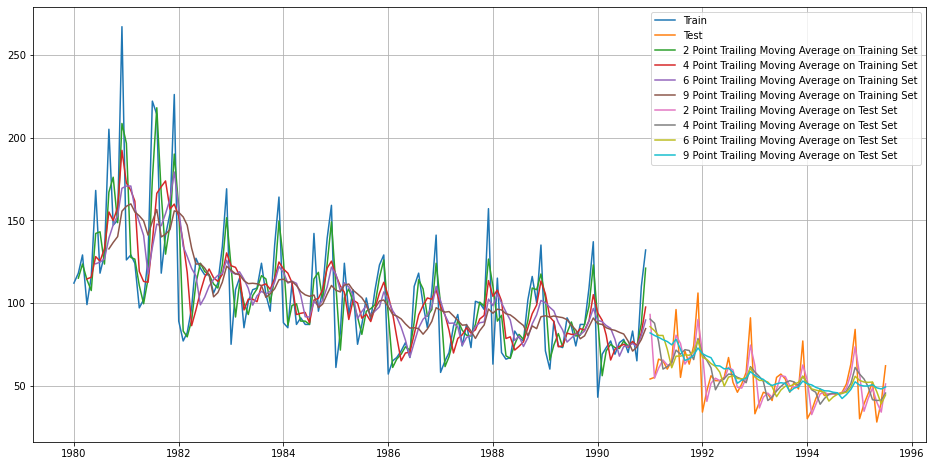 Train
Test
2 Point Trailing Moving Average on Training Set
4 Point Trailing Moving Average on Training Set
6 Point Trailing Moving Average on Training Set
9 Point Trailing Moving Average on Training Set
2 Point Trailing Moving Average on Test Set
4 Point Trailing Moving Average on Test Set
6 Point Trailing Moving Average on Test Set
9 Point Trailing Moving Average on Test Set
250
200
150
100
50
1980 1982 1984 1986 1988 1990 1992 1994 1996